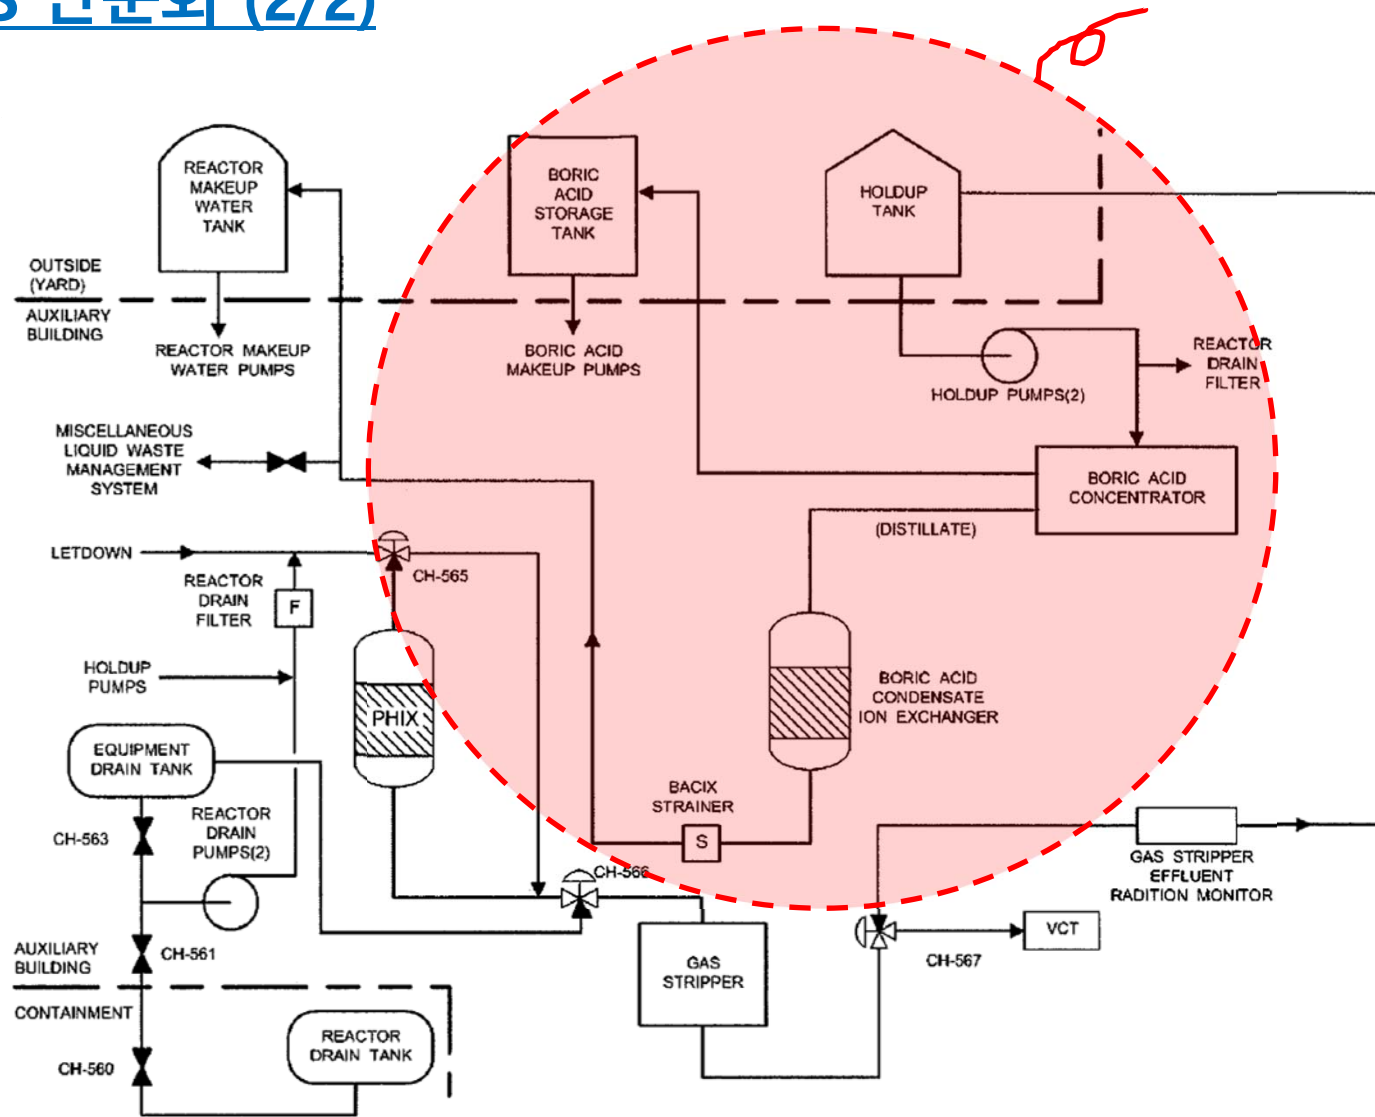 (2/2)
REACTOR
MAKEUP
WATER
TANK
BORIC
ACID
STORAGE
TANK
HOLDUP
TANK
OUTSIDE
(YARD)
AUXILIARY
BUILDING
REACTOR MAKEUP
WATER PUMPS
BORIC ACID
MAKEUP PUMPS
REACTOR
DRAIN
FILTER
HOLDUP PUMPS(2)
MISCELLANEOUS
LIQUID WASTE
MANAGEMENT
SYSTEM
BORIC ACID
CONCENTRATOR
(DISTILLATE)
LETDOWN
CH-565
REACTOR
DRAIN
FILTER
F
HOLDUP
PUMPS
PHIX
BORIC ACID
CONDENSATE
ION EXCHANGER
EQUIPMENT
DRAIN TANK
BACIX
STRAINER
S
CH-563
REACTOR
DRAIN
PUMPS(2)
CH-566
GAS STRIPPER
EFFLUENT
RADITION MONITOR
VCT
CH-567
AUXILIARY
BUILDING
CH-561
GAS
STRIPPER
CONTAINMENT
REACTOR
DRAIN TANK
CH-560